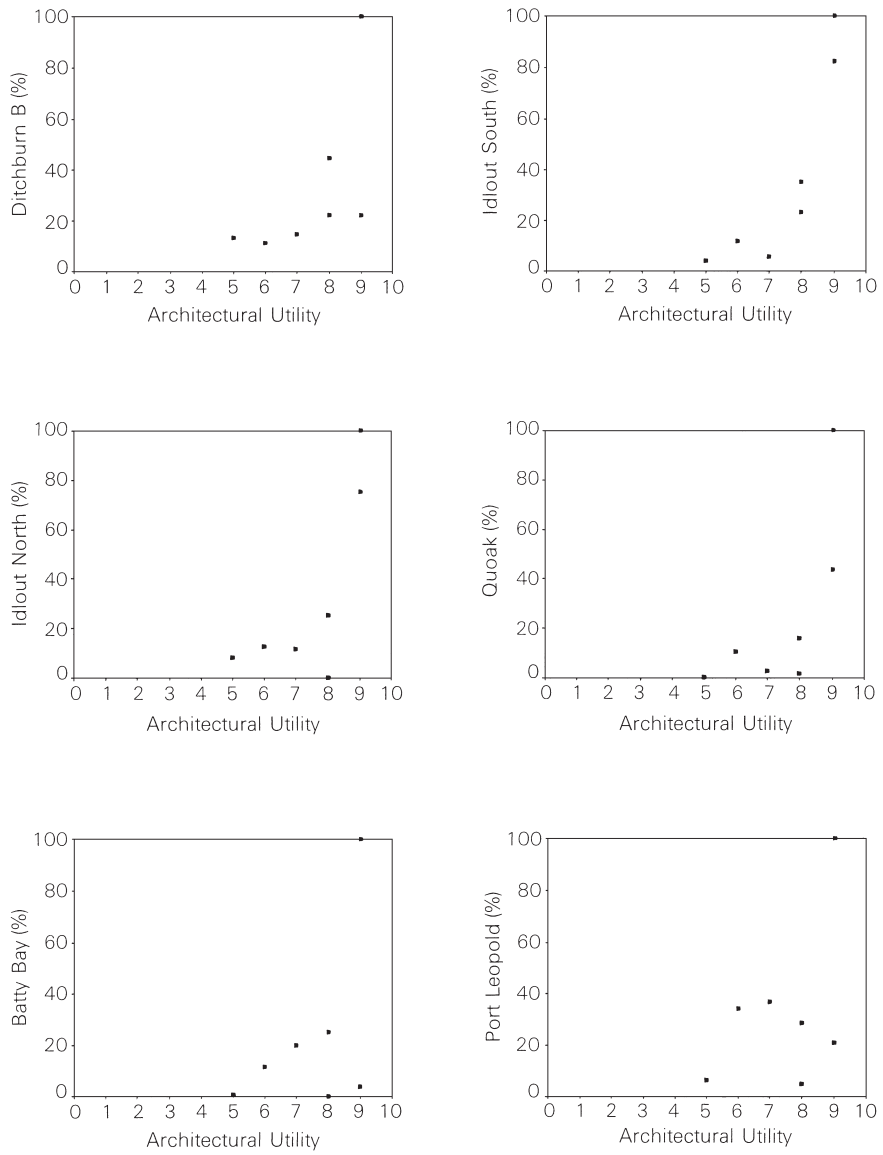 Ditchburn B (%)
100
80
60
40
20
0
0 1 2 3 4 5 6 7 8 9 10
Architectural Utility
Idlout South (%)
100
80
60
40
20
0
0 1 2 3 4 5 6 7 8 9 10
Architectural Utility
Idlout North (%)
100
80
60
40
20
0
0 1 2 3 4 5 6 7 8 9 10
Architectural Utility
Quoak (%)
100
80
60
40
20
0
0 1 2 3 4 5 6 7 8 9 10
Architectural Utility
Batty Bay (%)
100
80
60
40
20
0
0 1 2 3 4 5 6 7 8 9 10
Architectural Utility
Port Leopold (%)
100
80
60
40
20
0
0 1 2 3 4 5 6 7 8 9 10
Architectural Utility